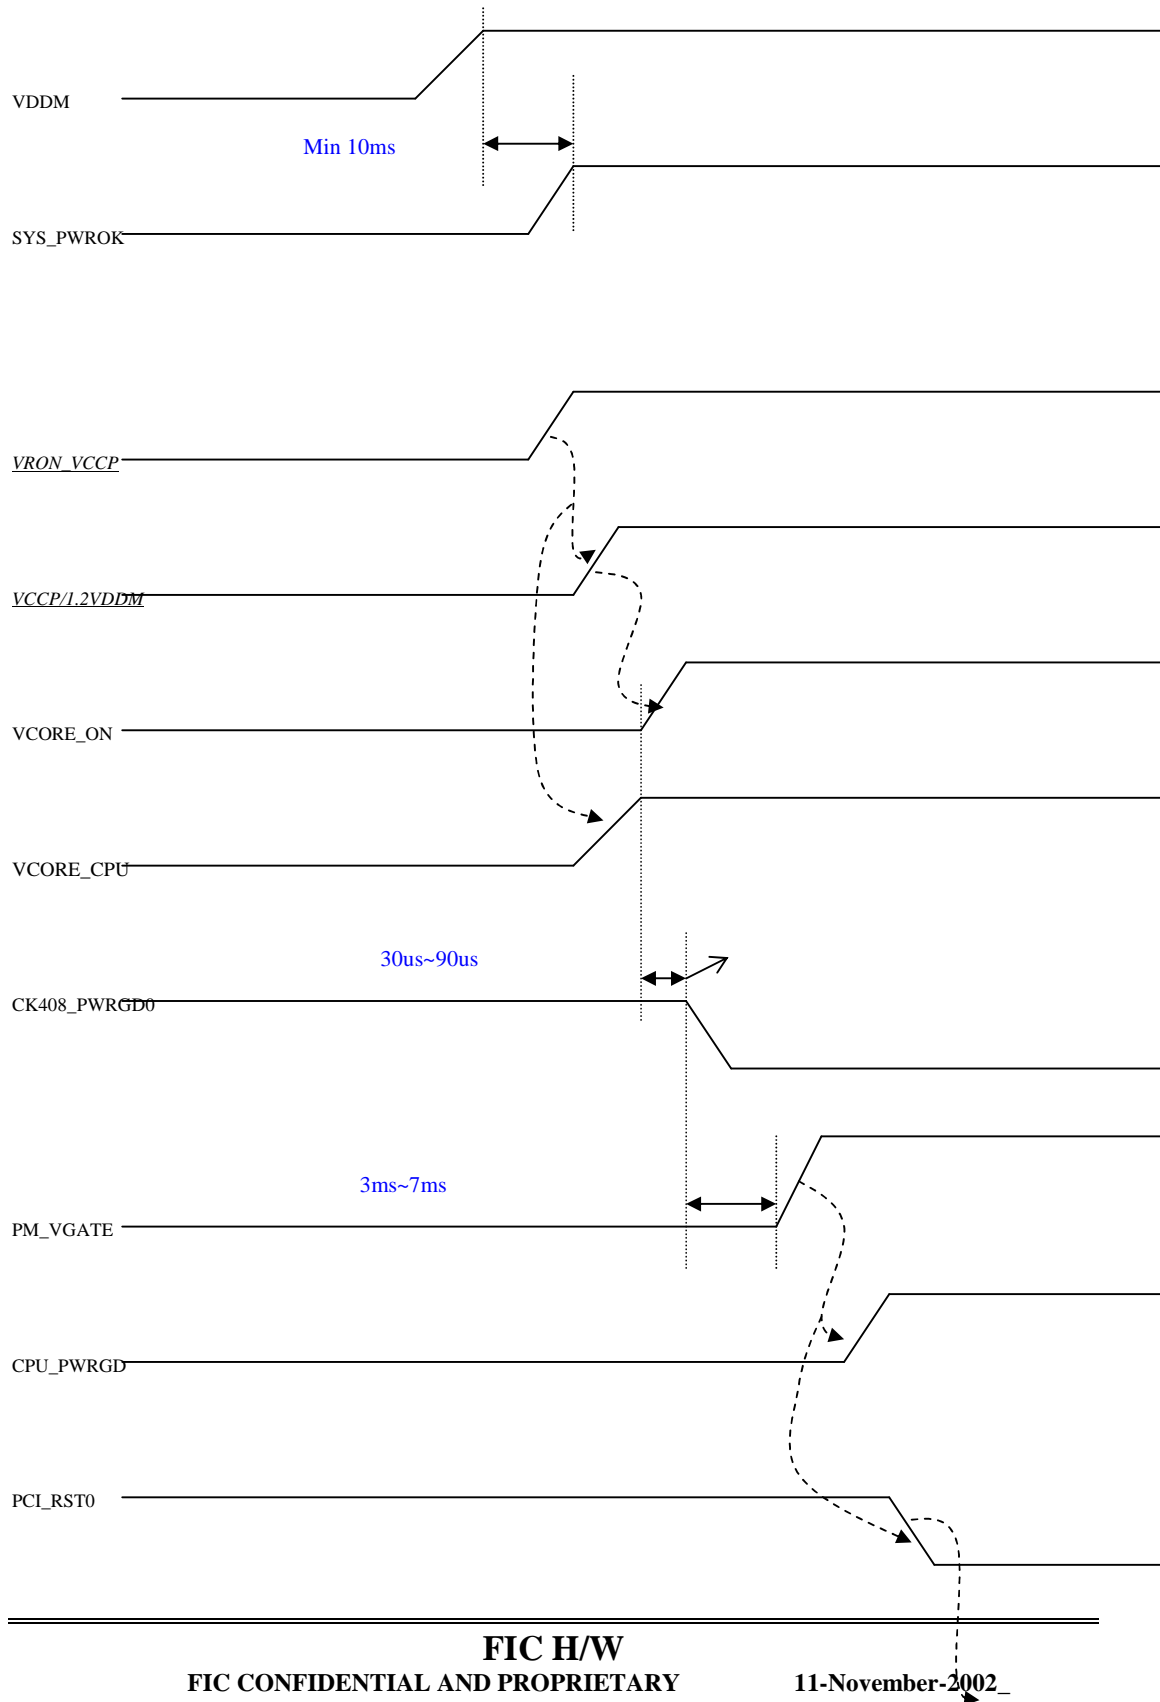 VDDM
Min 10ms
SYS_PWROK
VRON_VCCP
VCCP/1.2VDDM
VCORE_ON
VCORE_CPU
30us~90us
CK408_PWRGD0
3ms~7ms
PM_VGATE
CPU_PWRGD
PCI_RST0
FIC H/W
FIC CONFIDENTIAL AND PROPRIETARY 11-November-2002_